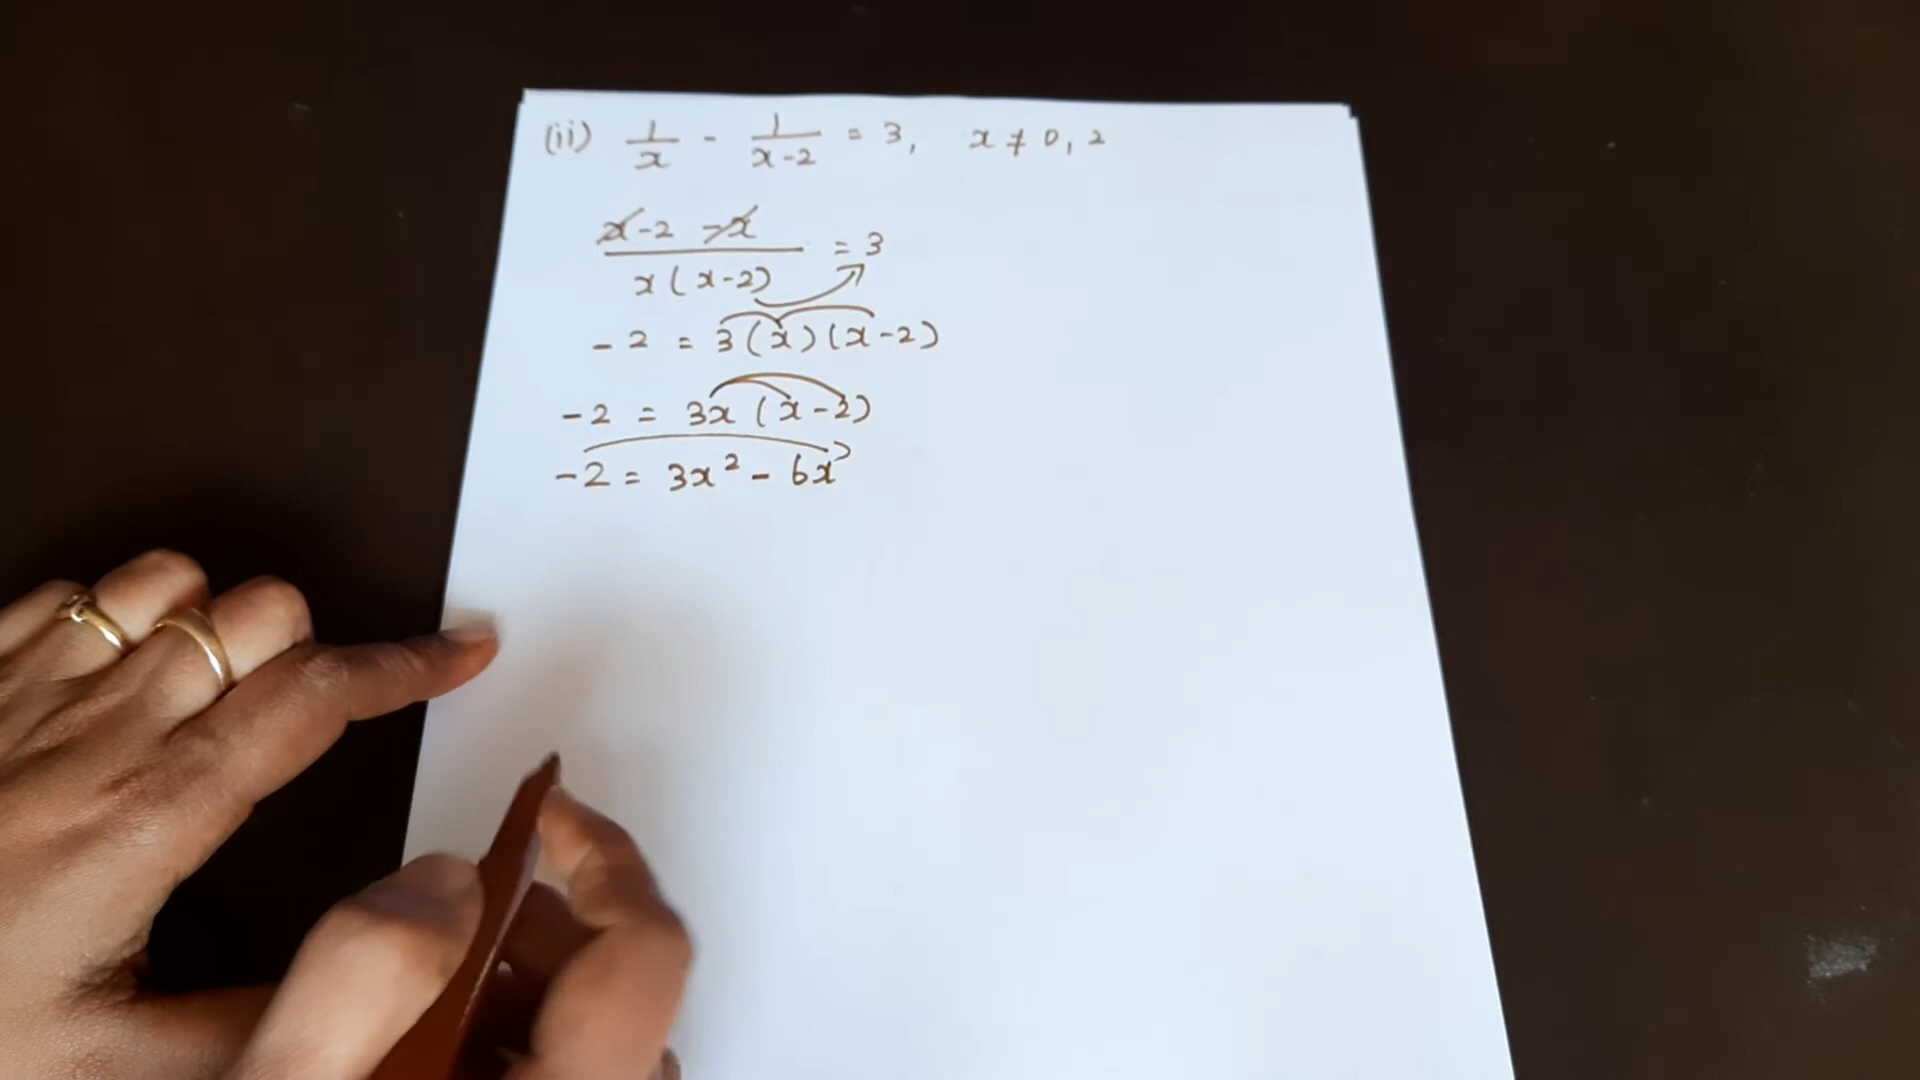 (ii) 1/x - 1/(x-2) = 3, x ≠ 0, 2
(x-2 -x)/(x(x-2)) = 3
-2 = 3(x)(x-2)
-2 = 3x(x-2)
-2 = 3x² - 6x